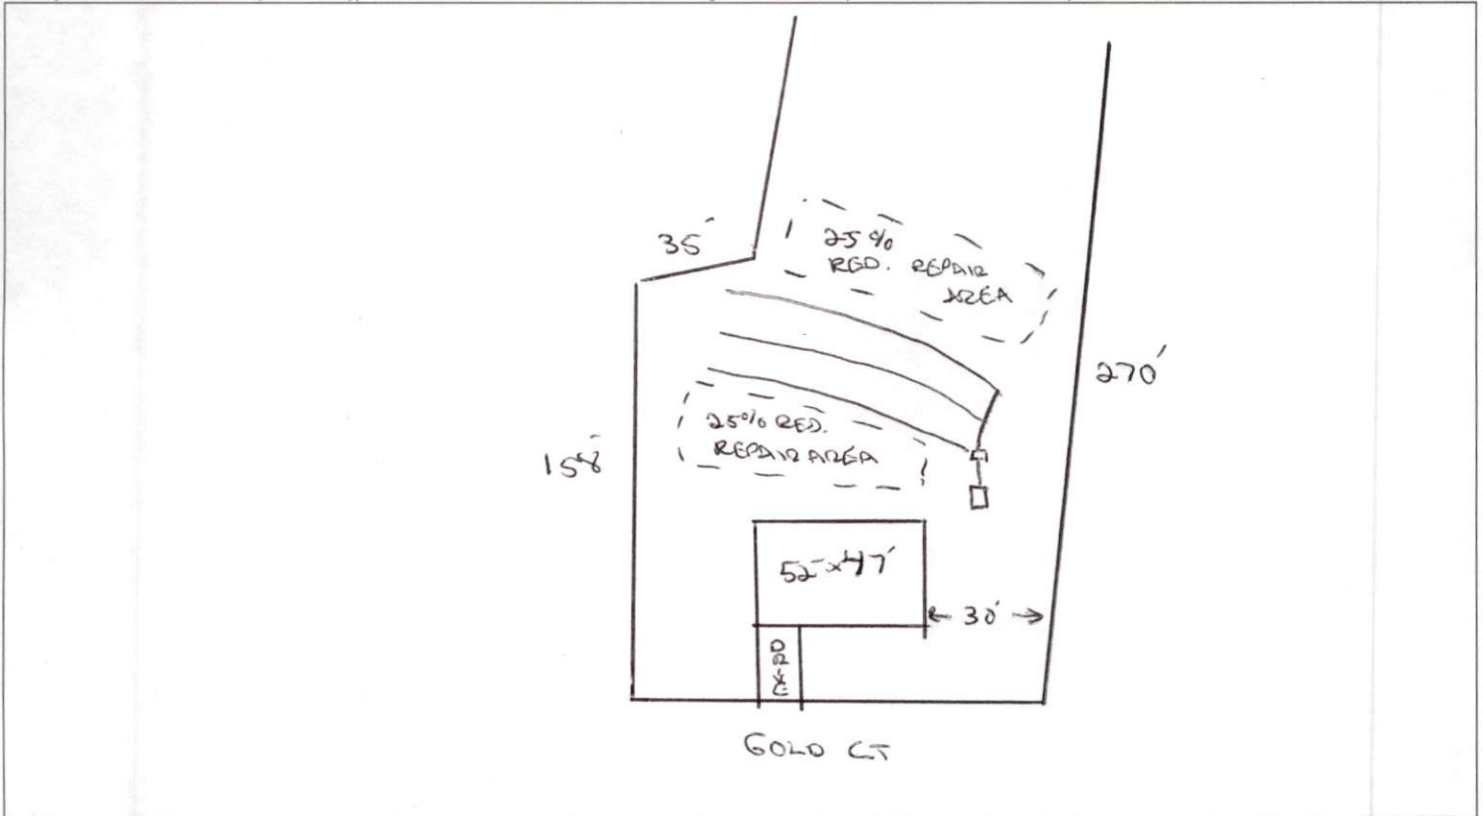 35'
25%
RED. REPAIR
AREA
270'
25% RED.
REPAIR AREA
158'
52'x47'
30'
GOLD CT